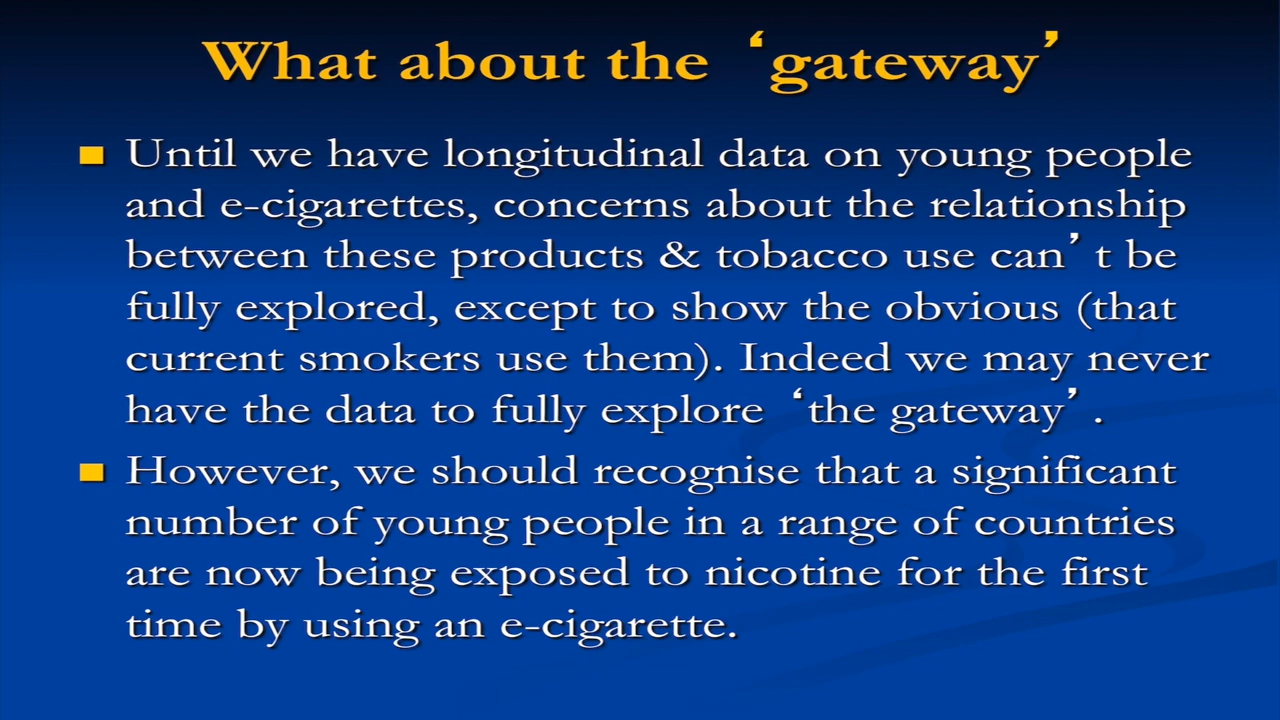 What about the ‘gateway’
Until we have longitudinal data on young people
and e-cigarettes, concerns about the relationship
between these products & tobacco use can’t be
fully explored, except to show the obvious (that
current smokers use them). Indeed we may never
have the data to fully explore ‘the gateway’.
However, we should recognise that a significant
number of young people in a range of countries
are now being exposed to nicotine for the first
time by using an e-cigarette.